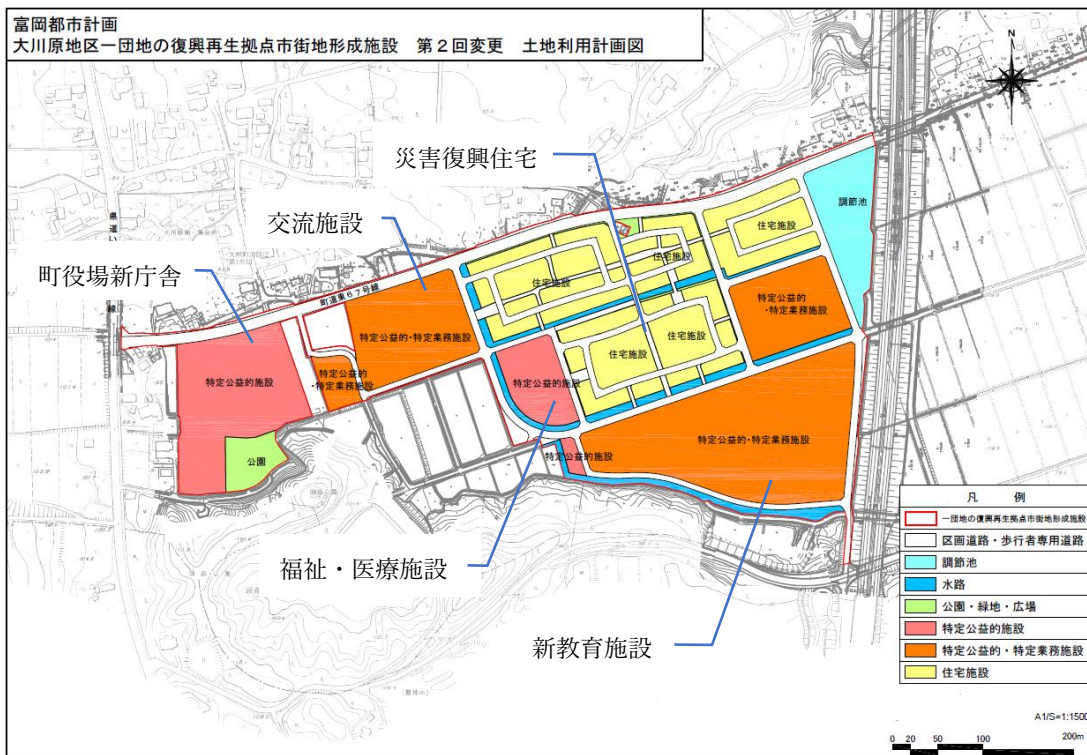 富岡都市計画
大川原地区一団地の復興再生拠点市街地形成施設 第2回変更 土地利用計画図
N
災害復興住宅
交流施設
町役場新庁舎
県道い
線
町道東67号線
調節池
住宅施設
住宅施設
住宅施設
住宅施設
住宅施設
特定公益的
・特定業務施設
特定公益的・特定業務施設
特定公益的施設
特定公益的
・特定業務施設
特定公益的施設
特定公益的・特定業務施設
特定公益的施設
公園
福祉・医療施設
新教育施設
凡 例
一団地の復興再生拠点市街地形成施設
区画道路・歩行者専用道路
調節池
水路
公園・緑地・広場
特定公益的施設
特定公益的・特定業務施設
住宅施設
A1/S=1:1500
0 20 50 100 200m